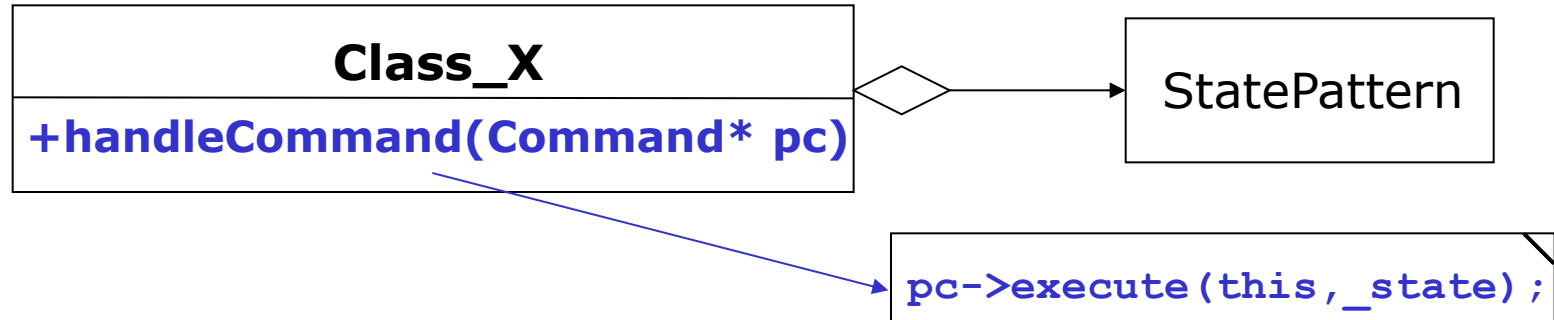 Class_X
+handleCommand(Command* pc)
StatePattern
pc->execute(this,_state);